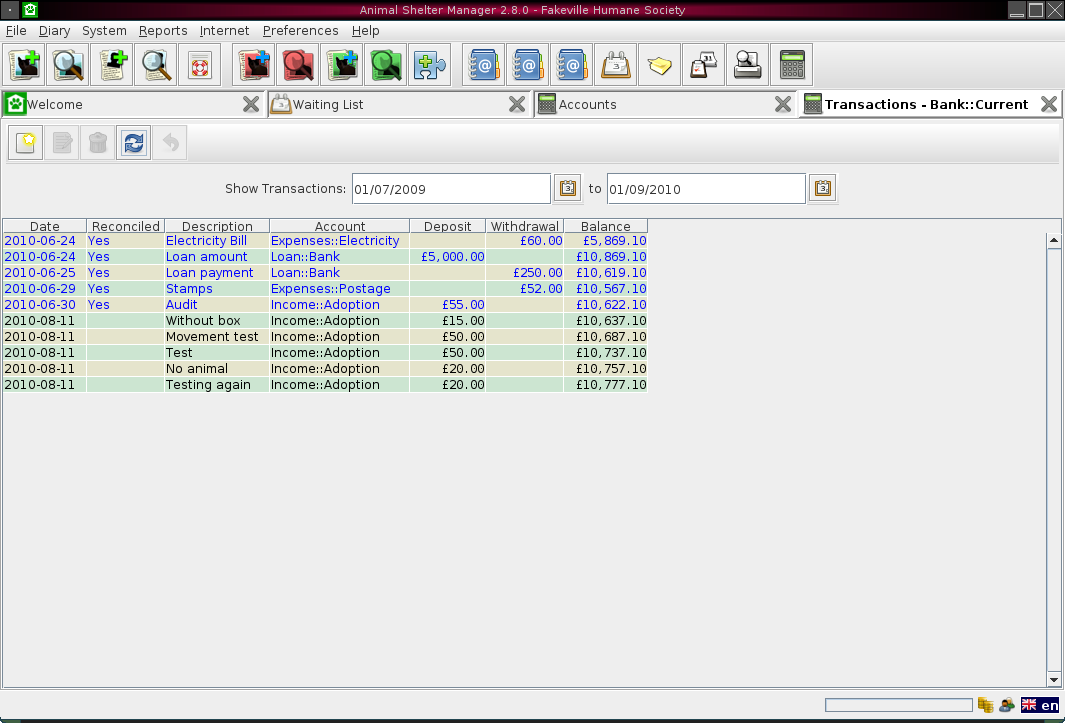 Animal Shelter Manager 2.8.0 - Fakeville Humane Society
File Diary System Reports Internet Preferences Help
Welcome Waiting List Accounts Transactions - Bank::Current
Show Transactions: 01/07/2009 to 01/09/2010
Date Reconciled Description Account Deposit Withdrawal Balance
2010-06-24 Yes Electricity Bill Expenses::Electricity £60.00 £5,869.10
2010-06-24 Yes Loan amount Loan::Bank £5,000.00 £10,869.10
2010-06-25 Yes Loan payment Loan::Bank £250.00 £10,619.10
2010-06-29 Yes Stamps Expenses::Postage £52.00 £10,567.10
2010-06-30 Yes Audit Income::Adoption £55.00 £10,622.10
2010-08-11 Without box Income::Adoption £15.00 £10,637.10
2010-08-11 Movement test Income::Adoption £50.00 £10,687.10
2010-08-11 Test Income::Adoption £50.00 £10,737.10
2010-08-11 No animal Income::Adoption £20.00 £10,757.10
2010-08-11 Testing again Income::Adoption £20.00 £10,777.10
en